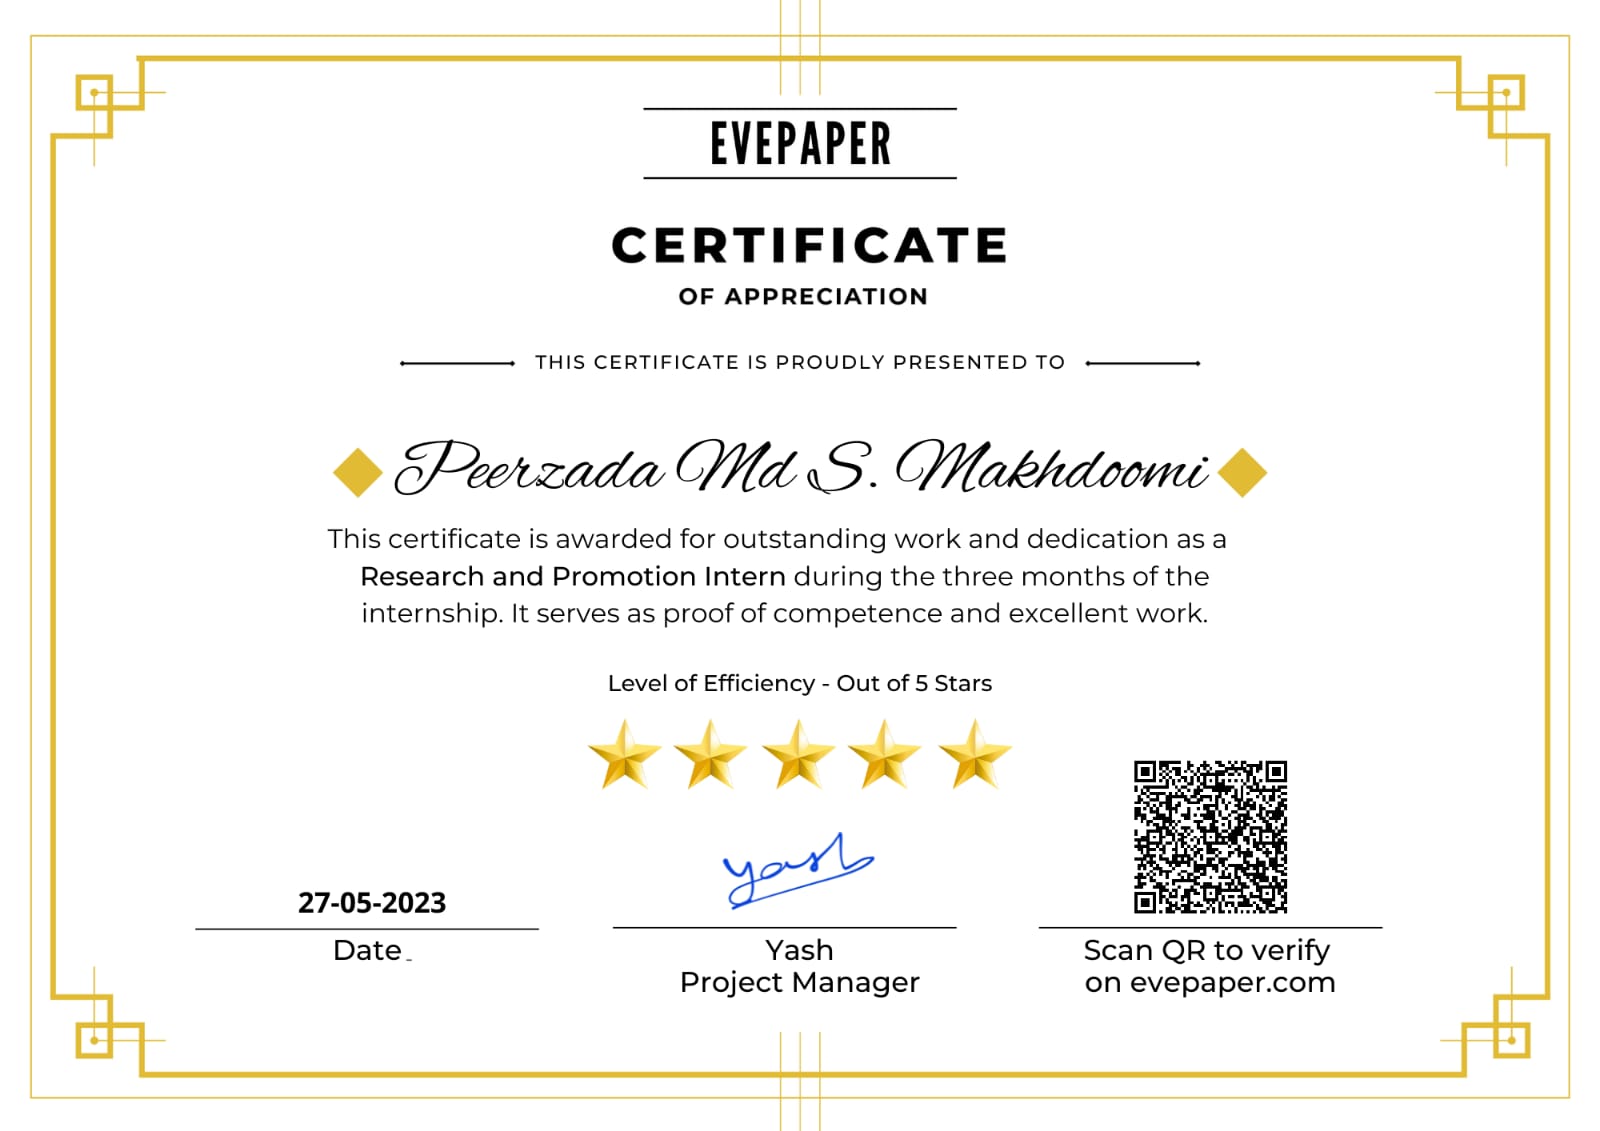 EVEPAPER
CERTIFICATE
OF APPRECIATION
THIS CERTIFICATE IS PROUDLY PRESENTED TO
Peerzada Md S. Makhdoomi
This certificate is awarded for outstanding work and dedication as a
Research and Promotion Intern during the three months of the
internship. It serves as proof of competence and excellent work.
Level of Efficiency - Out of 5 Stars
yash
27-05-2023
Date_
Yash
Project Manager
Scan QR to verify
on evepaper.com